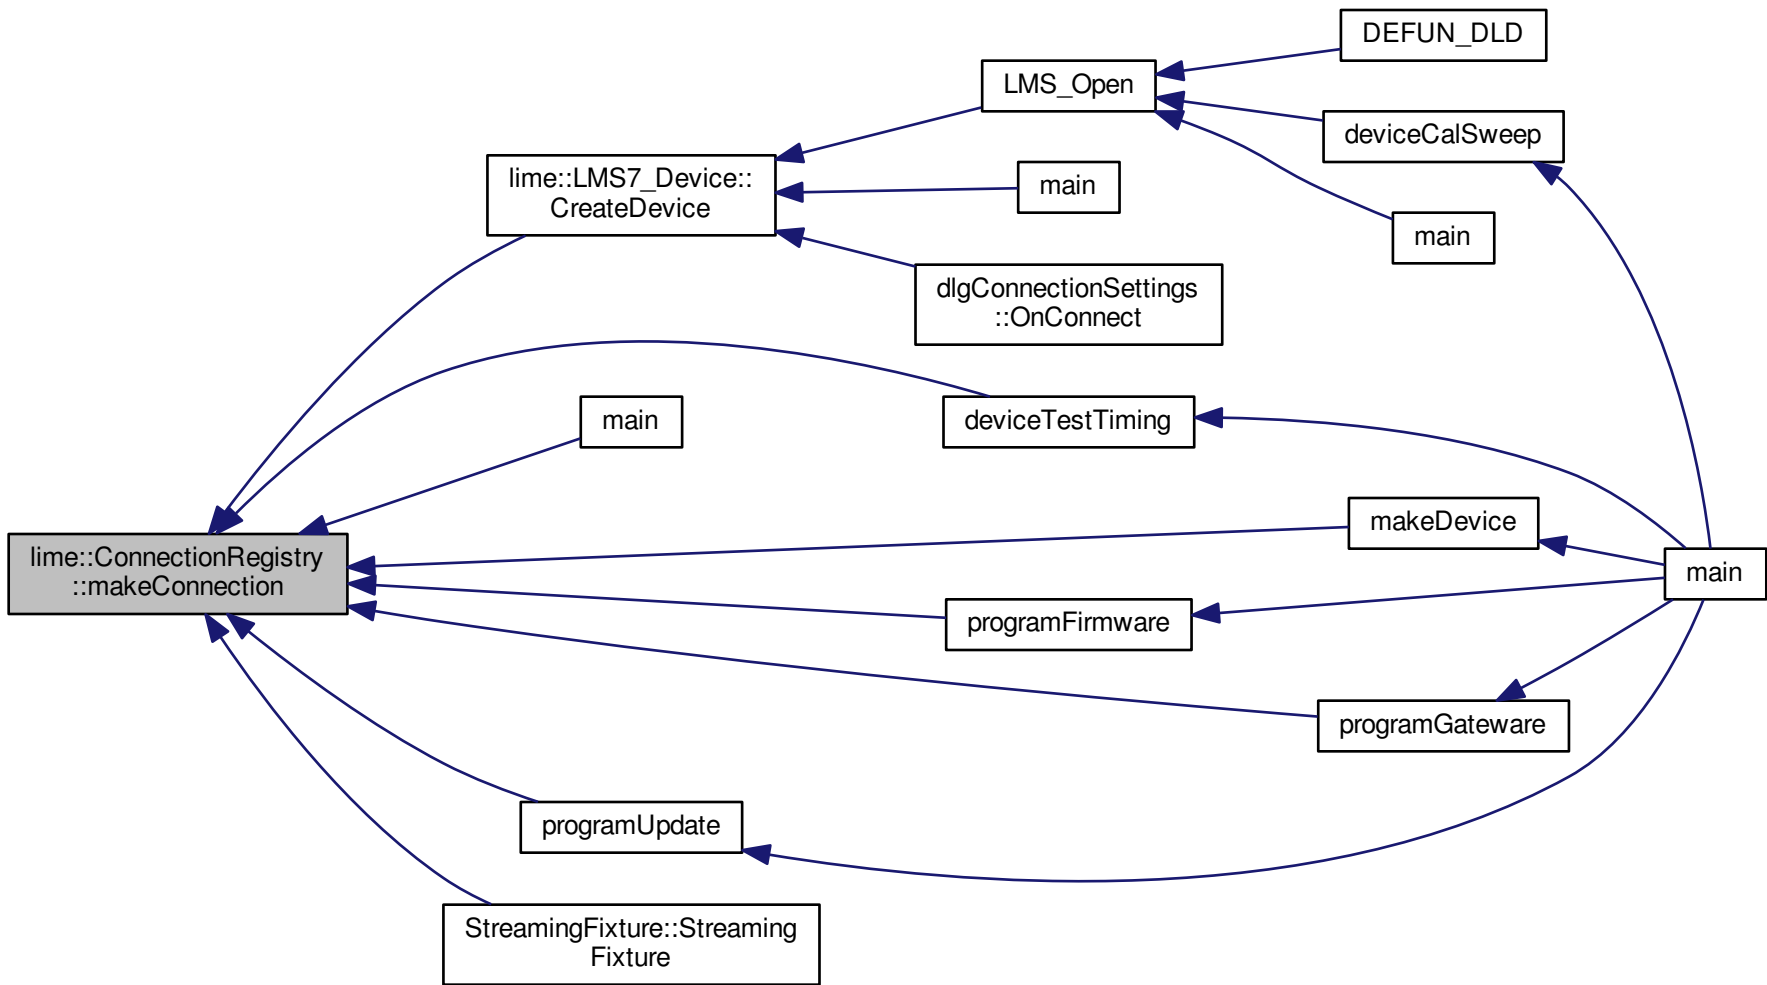 DEFUN_DLD
LMS_Open
deviceCalSweep
lime::LMS7_Device::
CreateDevice
main
main
dlgConnectionSettings
::OnConnect
main
deviceTestTiming
makeDevice
lime::ConnectionRegistry
::makeConnection
main
programFirmware
programGateware
programUpdate
StreamingFixture::Streaming
Fixture